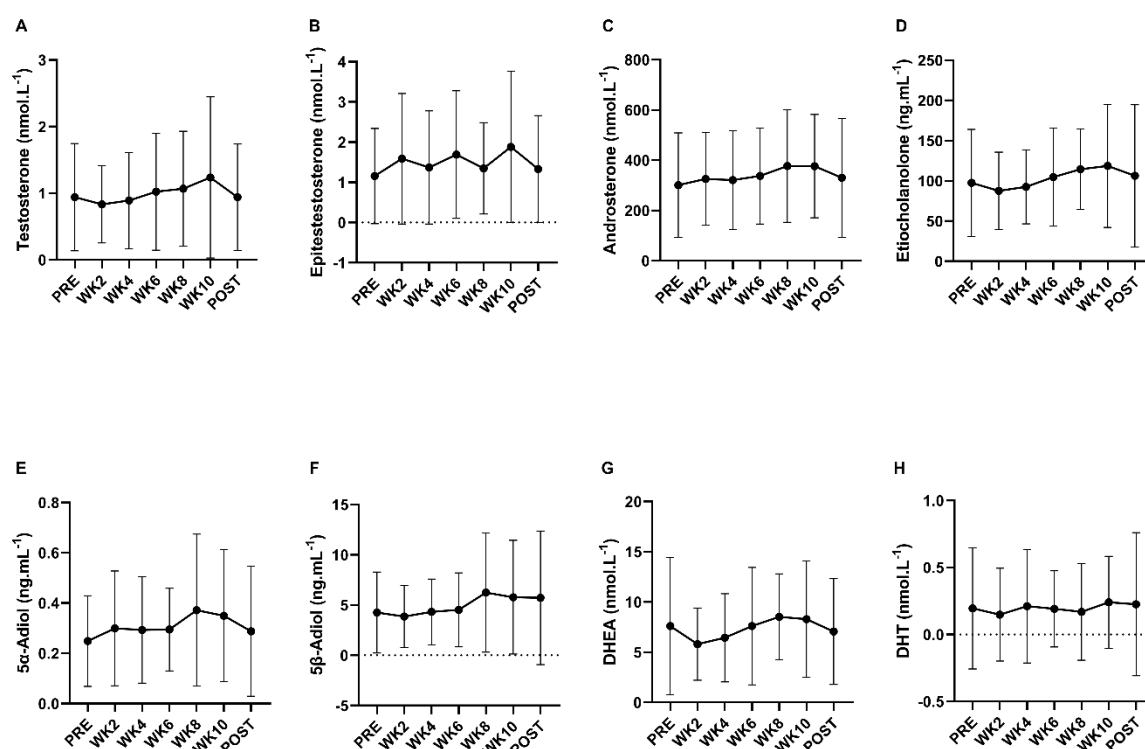 A
B
C
D
Testosterone (nmol.L⁻¹)
3
2
1
0
PRE
WK2
WK4
WK6
WK8
WK10
POST
Epitestestosterone (nmol.L⁻¹)
4
3
2
1
0
-1
PRE
WK2
WK4
WK6
WK8
WK10
POST
Androsterone (nmol.L⁻¹)
800
600
400
200
0
PRE
WK2
WK4
WK6
WK8
WK10
POST
Etiocholanolone (ng.mL⁻¹)
250
200
150
100
50
0
PRE
WK2
WK4
WK6
WK8
WK10
POST
E
F
G
H
5α-Adiol (ng.mL⁻¹)
0.8
0.6
0.4
0.2
0.0
PRE
WK2
WK4
WK6
WK8
WK10
POST
5β-Adiol (ng.mL⁻¹)
15
10
5
0
-5
PRE
WK2
WK4
WK6
WK8
WK10
POST
DHEA (nmol.L⁻¹)
20
15
10
5
0
PRE
WK2
WK4
WK6
WK8
WK10
POST
DHT (nmol.L⁻¹)
1.0
0.5
0.0
-0.5
PRE
WK2
WK4
WK6
WK8
WK10
POST